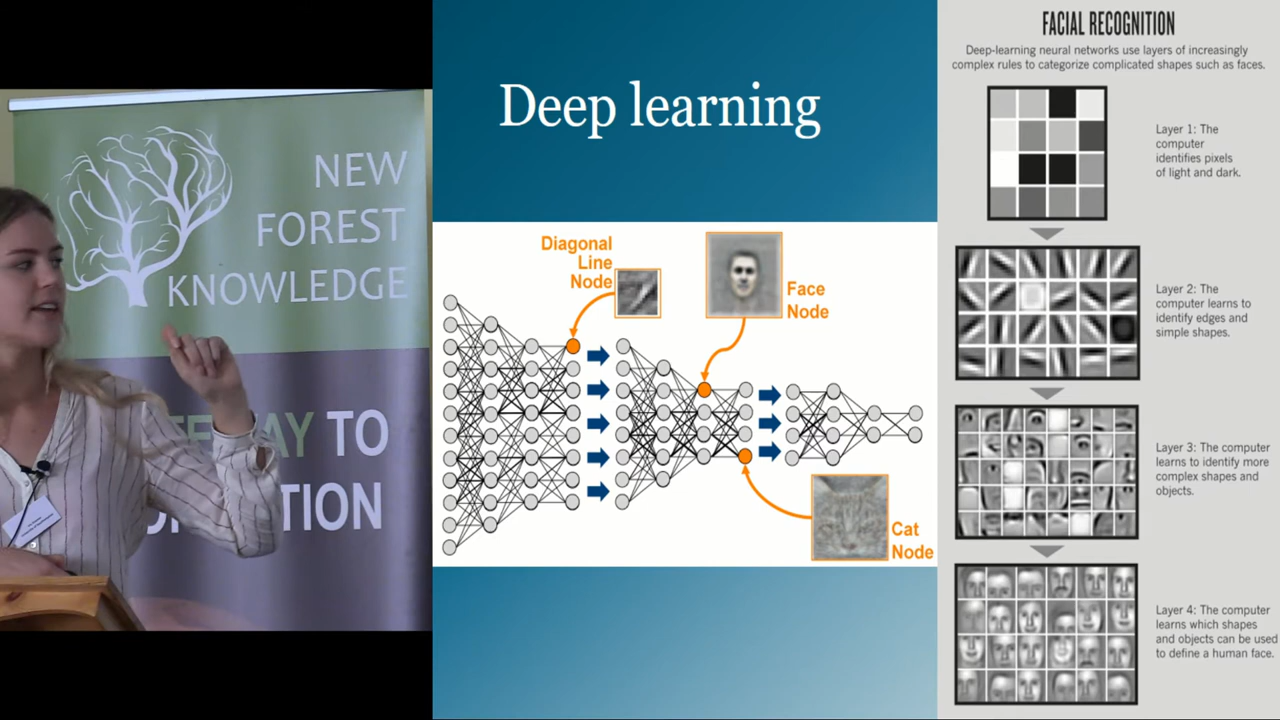 NEW
FOREST
KNOWLEDGE
TO
Deep learning
Diagonal
Line
Node
Face
Node
Cat
Node
FACIAL RECOGNITION
Deep-learning neural networks use layers of increasingly
complex rules to categorize complicated shapes such as faces.
Layer 1: The
computer
identifies pixels
of light and dark.
Layer 2: The
computer learns to
identify edges and
simple shapes.
Layer 3: The computer
learns to identify more
complex shapes and
objects.
Layer 4: The computer
learns which shapes
and objects can be used
to define a human face.